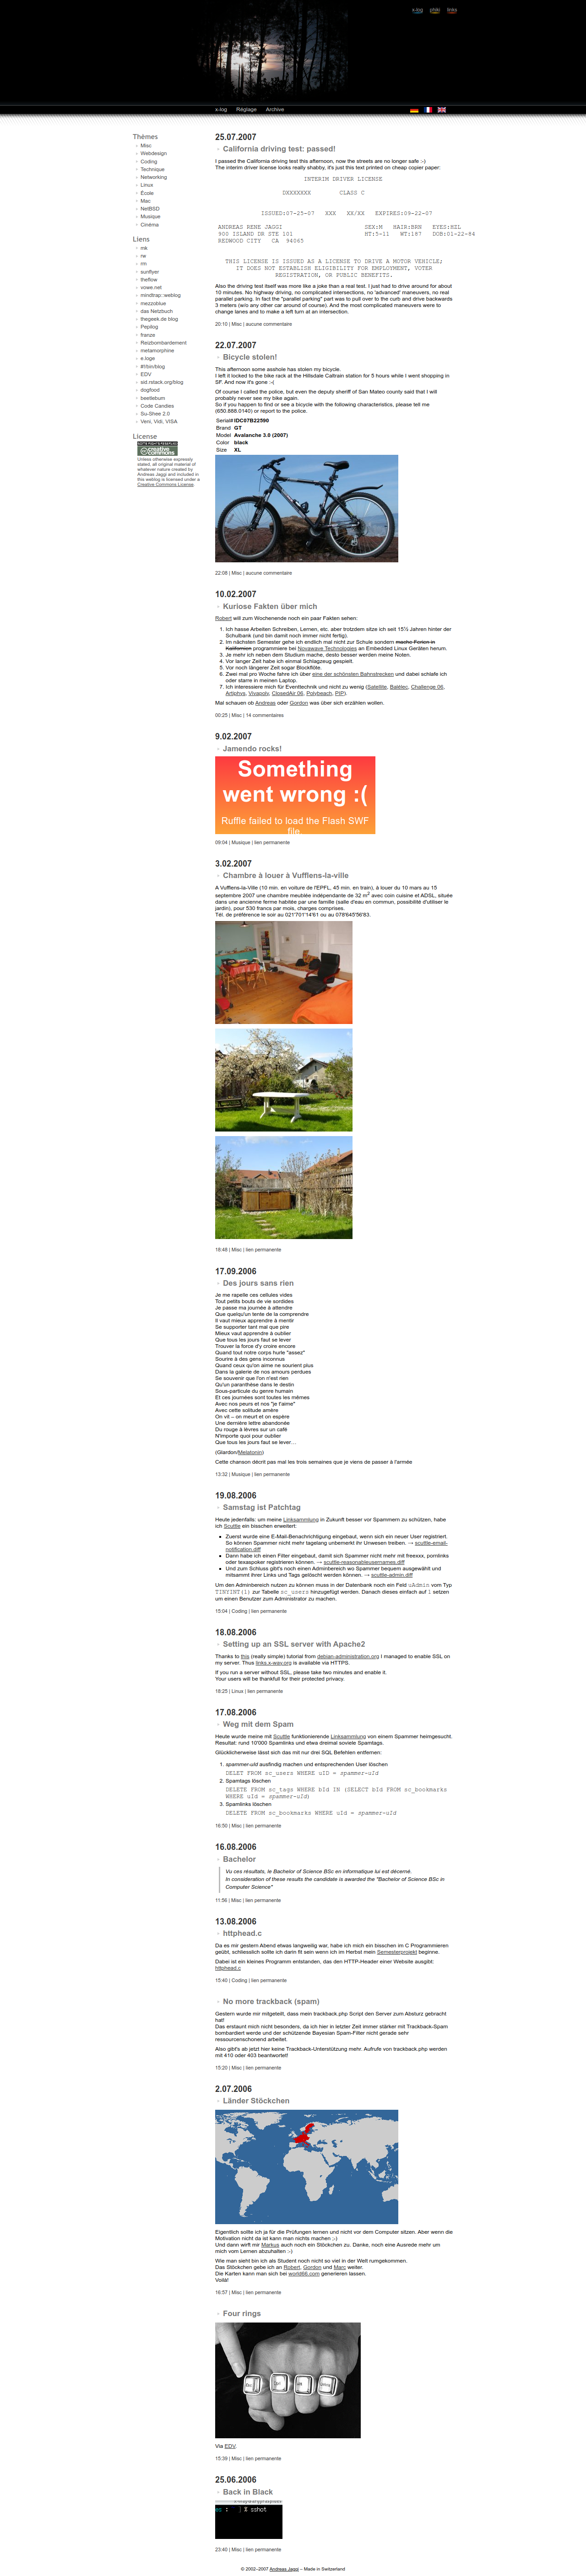 x-log phiki links
x-log Réglage Archive
Thèmes
Misc
Webdesign
Coding
Technique
Networking
Linux
École
Mac
NetBSD
Musique
Cinéma
Liens
mk
rw
rm
sunflyer
theflow
vowe.net
mindtrap::weblog
mezzoblue
das Netzbuch
thegeek.de blog
Pepilog
franze
Reizbombardement
metamorphine
e.loge
#!/bin/blog
EDV
sid.rstack.org/blog
dogfood
beetlebum
Code Candies
Su-Shee 2.0
Veni, Vidi, VISA
License
creative commons
Unless otherwise expressly
stated, all original material of
whatever nature created by
Andreas Jaggi and included in
this weblog is licensed under a
Creative Commons License.
25.07.2007
California driving test: passed!
I passed the California driving test this afternoon, now the streets are no longer safe :-)
The interim driver license looks really shabby, it's just this text printed on cheap copier paper:
INTERIM DRIVER LICENSE
DXXXXXXX CLASS C
ISSUED:07-25-07 XXX XX/XX EXPIRES:09-22-07
ANDREAS RENE JAGGI SEX:M HAIR:BRN EYES:HZL
900 ISLAND DR STE 101 HT:5-11 WT:187 DOB:01-22-84
REDWOOD CITY CA 94065
THIS LICENSE IS ISSUED AS A LICENSE TO DRIVE A MOTOR VEHICLE;
IT DOES NOT ESTABLISH ELIGIBILITY FOR EMPLOYMENT, VOTER
REGISTRATION, OR PUBLIC BENEFITS.
Also the driving test itself was more like a joke than a real test. I just had to drive around for about
10 minutes. No highway driving, no complicated intersections, no 'advanced' maneuvers, no real
parallel parking. In fact the "parallel parking" part was to pull over to the curb and drive backwards
3 meters (w/o any other car around of course). And the most complicated maneuvers were to
change lanes and to make a left turn at an intersection.
20:10 | Misc | aucune commentaire
22.07.2007
Bicycle stolen!
This afternoon some asshole has stolen my bicycle.
I left it locked to the bike rack at the Hillsdale Caltrain station for 5 hours while I went shopping in
SF. And now it's gone :-(
Of course I called the police, but even the deputy sheriff of San Mateo county said that I will
probably never see my bike again.
So if you happen to find or see a bicycle with the following characteristics, please tell me
(650.888.0140) or report to the police.
Serial# IDC07B22590
Brand GT
Model Avalanche 3.0 (2007)
Color black
Size XL
22:08 | Misc | aucune commentaire
10.02.2007
Kuriose Fakten über mich
Robert will zum Wochenende noch ein paar Fakten sehen:
1. Ich hasse Arbeiten Schreiben, Lernen, etc. aber trotzdem sitze ich seit 15½ Jahren hinter der
Schulbank (und bin damit noch immer nicht fertig).
2. Im nächsten Semester gehe ich endlich mal nicht zur Schule sondern mache Ferien in
Kalifornien programmiere bei Novawave Technologies an Embedded Linux Geräten herum.
3. Je mehr ich neben dem Studium mache, desto besser werden meine Noten.
4. Vor langer Zeit habe ich einmal Schlagzeug gespielt.
5. Vor noch längerer Zeit sogar Blockflöte.
6. Zwei mal pro Woche fahre ich über eine der schönsten Bahnstrecken und dabei schlafe ich
oder starre in meinen Laptop.
7. Ich interessiere mich für Eventtechnik und nicht zu wenig (Satellite, Balélec, Challenge 06,
Artiphys, Vivapoly, ClosedAir 06, Polybeach, PIP).
Mal schauen ob Andreas oder Gordon was über sich erzählen wollen.
00:25 | Misc | 14 commentaires
9.02.2007
Jamendo rocks!
Something
went wrong :(
Ruffle failed to load the Flash SWF
file.
09:04 | Musique | lien permanente
3.02.2007
Chambre à louer à Vufflens-la-ville
A Vufflens-la-Ville (10 min. en voiture de l'EPFL, 45 min. en train), à louer du 10 mars au 15
septembre 2007 une chambre meublée indépendante de 32 m² avec coin cuisine et ADSL, située
dans une ancienne ferme habitée par une famille (salle d'eau en commun, possibilité d'utiliser le
jardin), pour 530 francs par mois, charges comprises.
Tél. de préférence le soir au 021'701'14'61 ou au 078'645'56'83.
18:48 | Misc | lien permanente
17.09.2006
Des jours sans rien
Je me rapelle ces cellules vides
Tout petits bouts de vie sordides
Je passe ma journée à attendre
Que quelqu'un tente de la comprendre
Il vaut mieux apprendre à mentir
Se supporter tant mal que pire
Mieux vaut apprendre à oublier
Que tous les jours faut se lever
Trouver la force d'y croire encore
Quand tout notre corps hurle "assez"
Sourire à des gens inconnus
Quand ceux qu'on aime ne sourient plus
Dans la galerie de nos amours perdues
Se souvenir que l'on n'est rien
Qu'un paranthèse dans le destin
Sous-particule du genre humain
Et ces journées sont toutes les mêmes
Avec nos peurs et nos "je t'aime"
Avec cette solitude amère
On vit – on meurt et on espère
Une dernière lettre abandonée
Du rouge à lèvres sur un café
N'importe quoi pour oublier
Que tous les jours faut se lever…
(Glardon/Melatonin)
Cette chanson décrit pas mal les trois semaines que je viens de passer à l'armée
13:32 | Musique | lien permanente
19.08.2006
Samstag ist Patchtag
Heute jedenfalls: um meine Linksammlung in Zukunft besser vor Spammern zu schützen, habe
ich Scuttle ein bisschen erweitert.
Zuerst wurde eine E-Mail-Benachrichtigung eingebaut, wenn sich ein neuer User registriert.
So können Spammer nicht mehr tagelang unbemerkt ihr Unwesen treiben. → scuttle-email-
notification.diff
Dann habe ich einen Filter eingebaut, damit sich Spammer nicht mehr mit freexxx, pornlinks
oder texaspoker registrieren können. → scuttle-reasonableusernames.diff
Und zum Schluss gibt's noch einen Adminbereich wo Spammer bequem ausgewählt und
mitsamt ihrer Links und Tags gelöscht werden können. → scuttle-admin.diff
Um den Adminbereich nutzen zu können muss in der Datenbank noch ein Feld uAdmin vom Typ
TINYINT(1) zur Tabelle sc_users hinzugefügt werden. Danach dieses einfach auf 1 setzen
um einen Benutzer zum Administrator zu machen.
15:04 | Coding | lien permanente
18.08.2006
Setting up an SSL server with Apache2
Thanks to this (really simple) tutorial from debian-administration.org I managed to enable SSL on
my server. Thus links.x-way.org is available via HTTPS.
If you run a server without SSL, please take two minutes and enable it.
Your users will be thankfull for their protected privacy.
19:25 | Linux | lien permanente
17.08.2006
Weg mit dem Spam
Heute wurde meine mit Scuttle funktionierende Linksammlung von einem Spammer heimgesucht.
Resultat: rund 10'000 Spamlinks und etwa dreimal soviele Spamtags.
Glücklicherweise lässt sich das mit nur drei SQL Befehlen entfernen:
1. spammer-uId ausfindig machen und entsprechenden User löschen
DELET FROM sc_users WHERE uID = spammer-uId
2. Spamtags löschen
DELETE FROM sc_tags WHERE bId IN (SELECT bId FROM sc_bookmarks
WHERE uId = spammer-uId)
3. Spamlinks löschen
DELETE FROM sc_bookmarks WHERE uId = spammer-uId
16:50 | Misc | lien permanente
16.08.2006
Bachelor
Vu ces résultats, le Bachelor of Science BSc en informatique lui est décerné.
In consideration of these results the candidate is awarded the "Bachelor of Science BSc in
Computer Science"
11:56 | Misc | lien permanente
13.08.2006
httphead.c
Da es mir gestern Abend etwas langweilig war, habe ich mich ein bisschen im C Programmieren
geübt, schliesslich sollte ich darin fit sein wenn ich im Herbst mein Semesterprojekt beginne.
Dabei ist ein kleines Programm entstanden, das den HTTP-Header einer Website ausgibt:
httphead.c
15:40 | Coding | lien permanente
No more trackback (spam)
Gestern wurde mir mitgeteilt, dass mein trackback.php Script den Server zum Absturz gebracht
hat!
Das erstaunt mich nicht besonders, da ich hier in letzter Zeit immer stärker mit Trackback-Spam
bombardiert werde und der schützende Bayesian Spam-Filter nicht gerade sehr
ressourcenschonend arbeitet.
Also gibt's ab jetzt hier keine Trackback-Unterstützung mehr. Aufrufe von trackback.php werden
mit 410 oder 403 beantwortet!
15:20 | Misc | lien permanente
2.07.2006
Länder Stöckchen
Eigentlich sollte ich ja für die Prüfungen lernen und nicht vor dem Computer sitzen. Aber wenn die
Motivation nicht da ist kann man nichts machen ;-)
Und dann wirft mir Markus auch noch ein Stöckchen zu. Danke, noch eine Ausrede mehr um
mich vom Lernen abzuhalten :-)
Wie man sieht bin ich als Student noch nicht so viel in der Welt rumgekommen.
Das Stöckchen gebe ich an Robert, Gordon und Marc weiter.
Die Karten kann man sich bei world66.com generieren lassen.
Voilà!
16:57 | Misc | lien permanente
Four rings
Via EDV.
15:39 | Misc | lien permanente
25.06.2006
Back in Black
es : ] % sshot
23:40 | Misc | lien permanente
© 2002–2007 Andreas Jaggi – Made in Switzerland